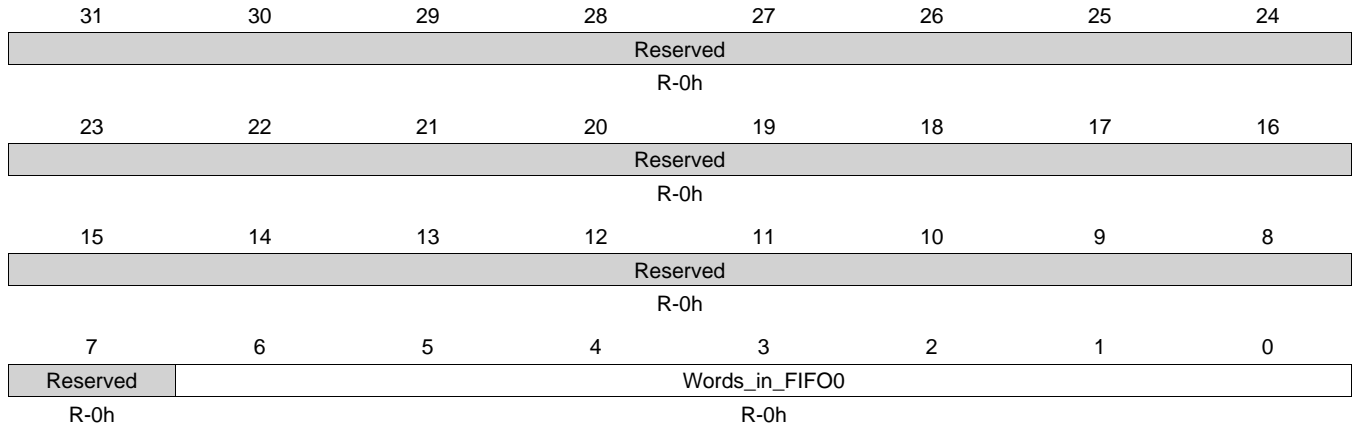 31 30 29 28 27 26 25 24
Reserved
R-0h
23 22 21 20 19 18 17 16
Reserved
R-0h
15 14 13 12 11 10 9 8
Reserved
R-0h
7 6 5 4 3 2 1 0
Reserved Words_in_FIFO0
R-0h R-0h